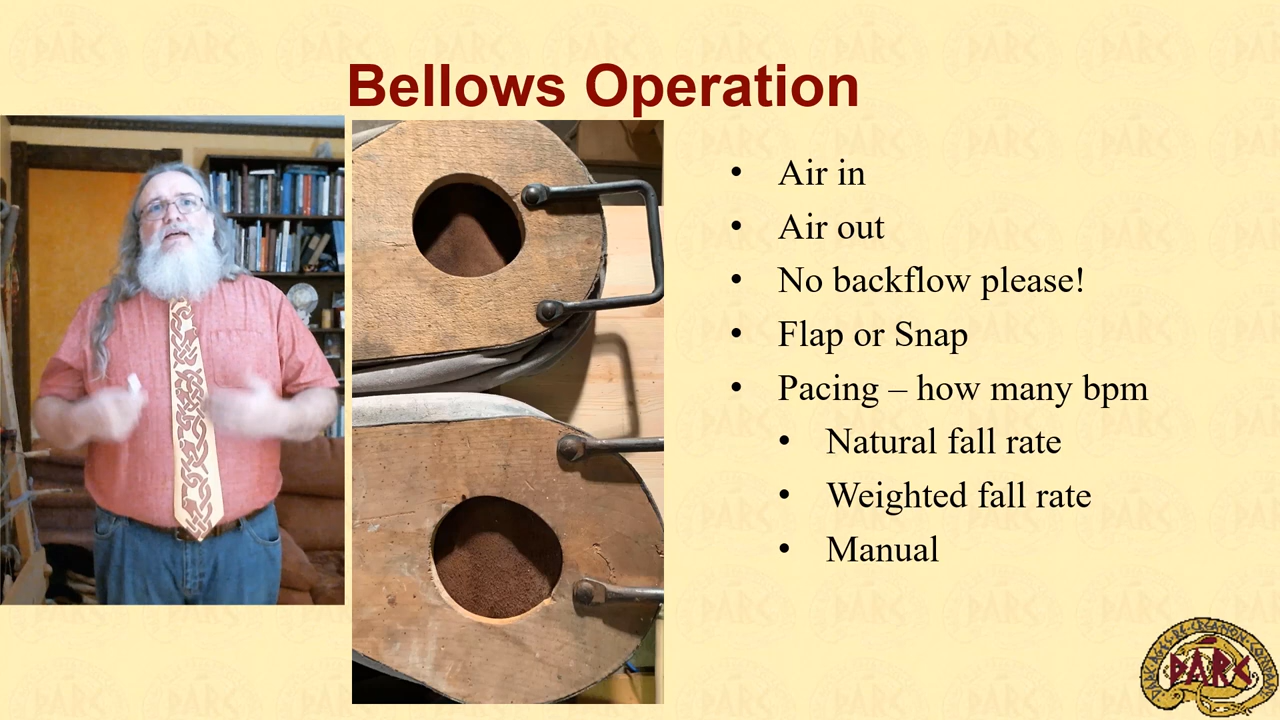 Bellows Operation
• Air in
• Air out
• No backflow please!
• Flap or Snap
• Pacing – how many bpm
• Natural fall rate
• Weighted fall rate
• Manual
DARC